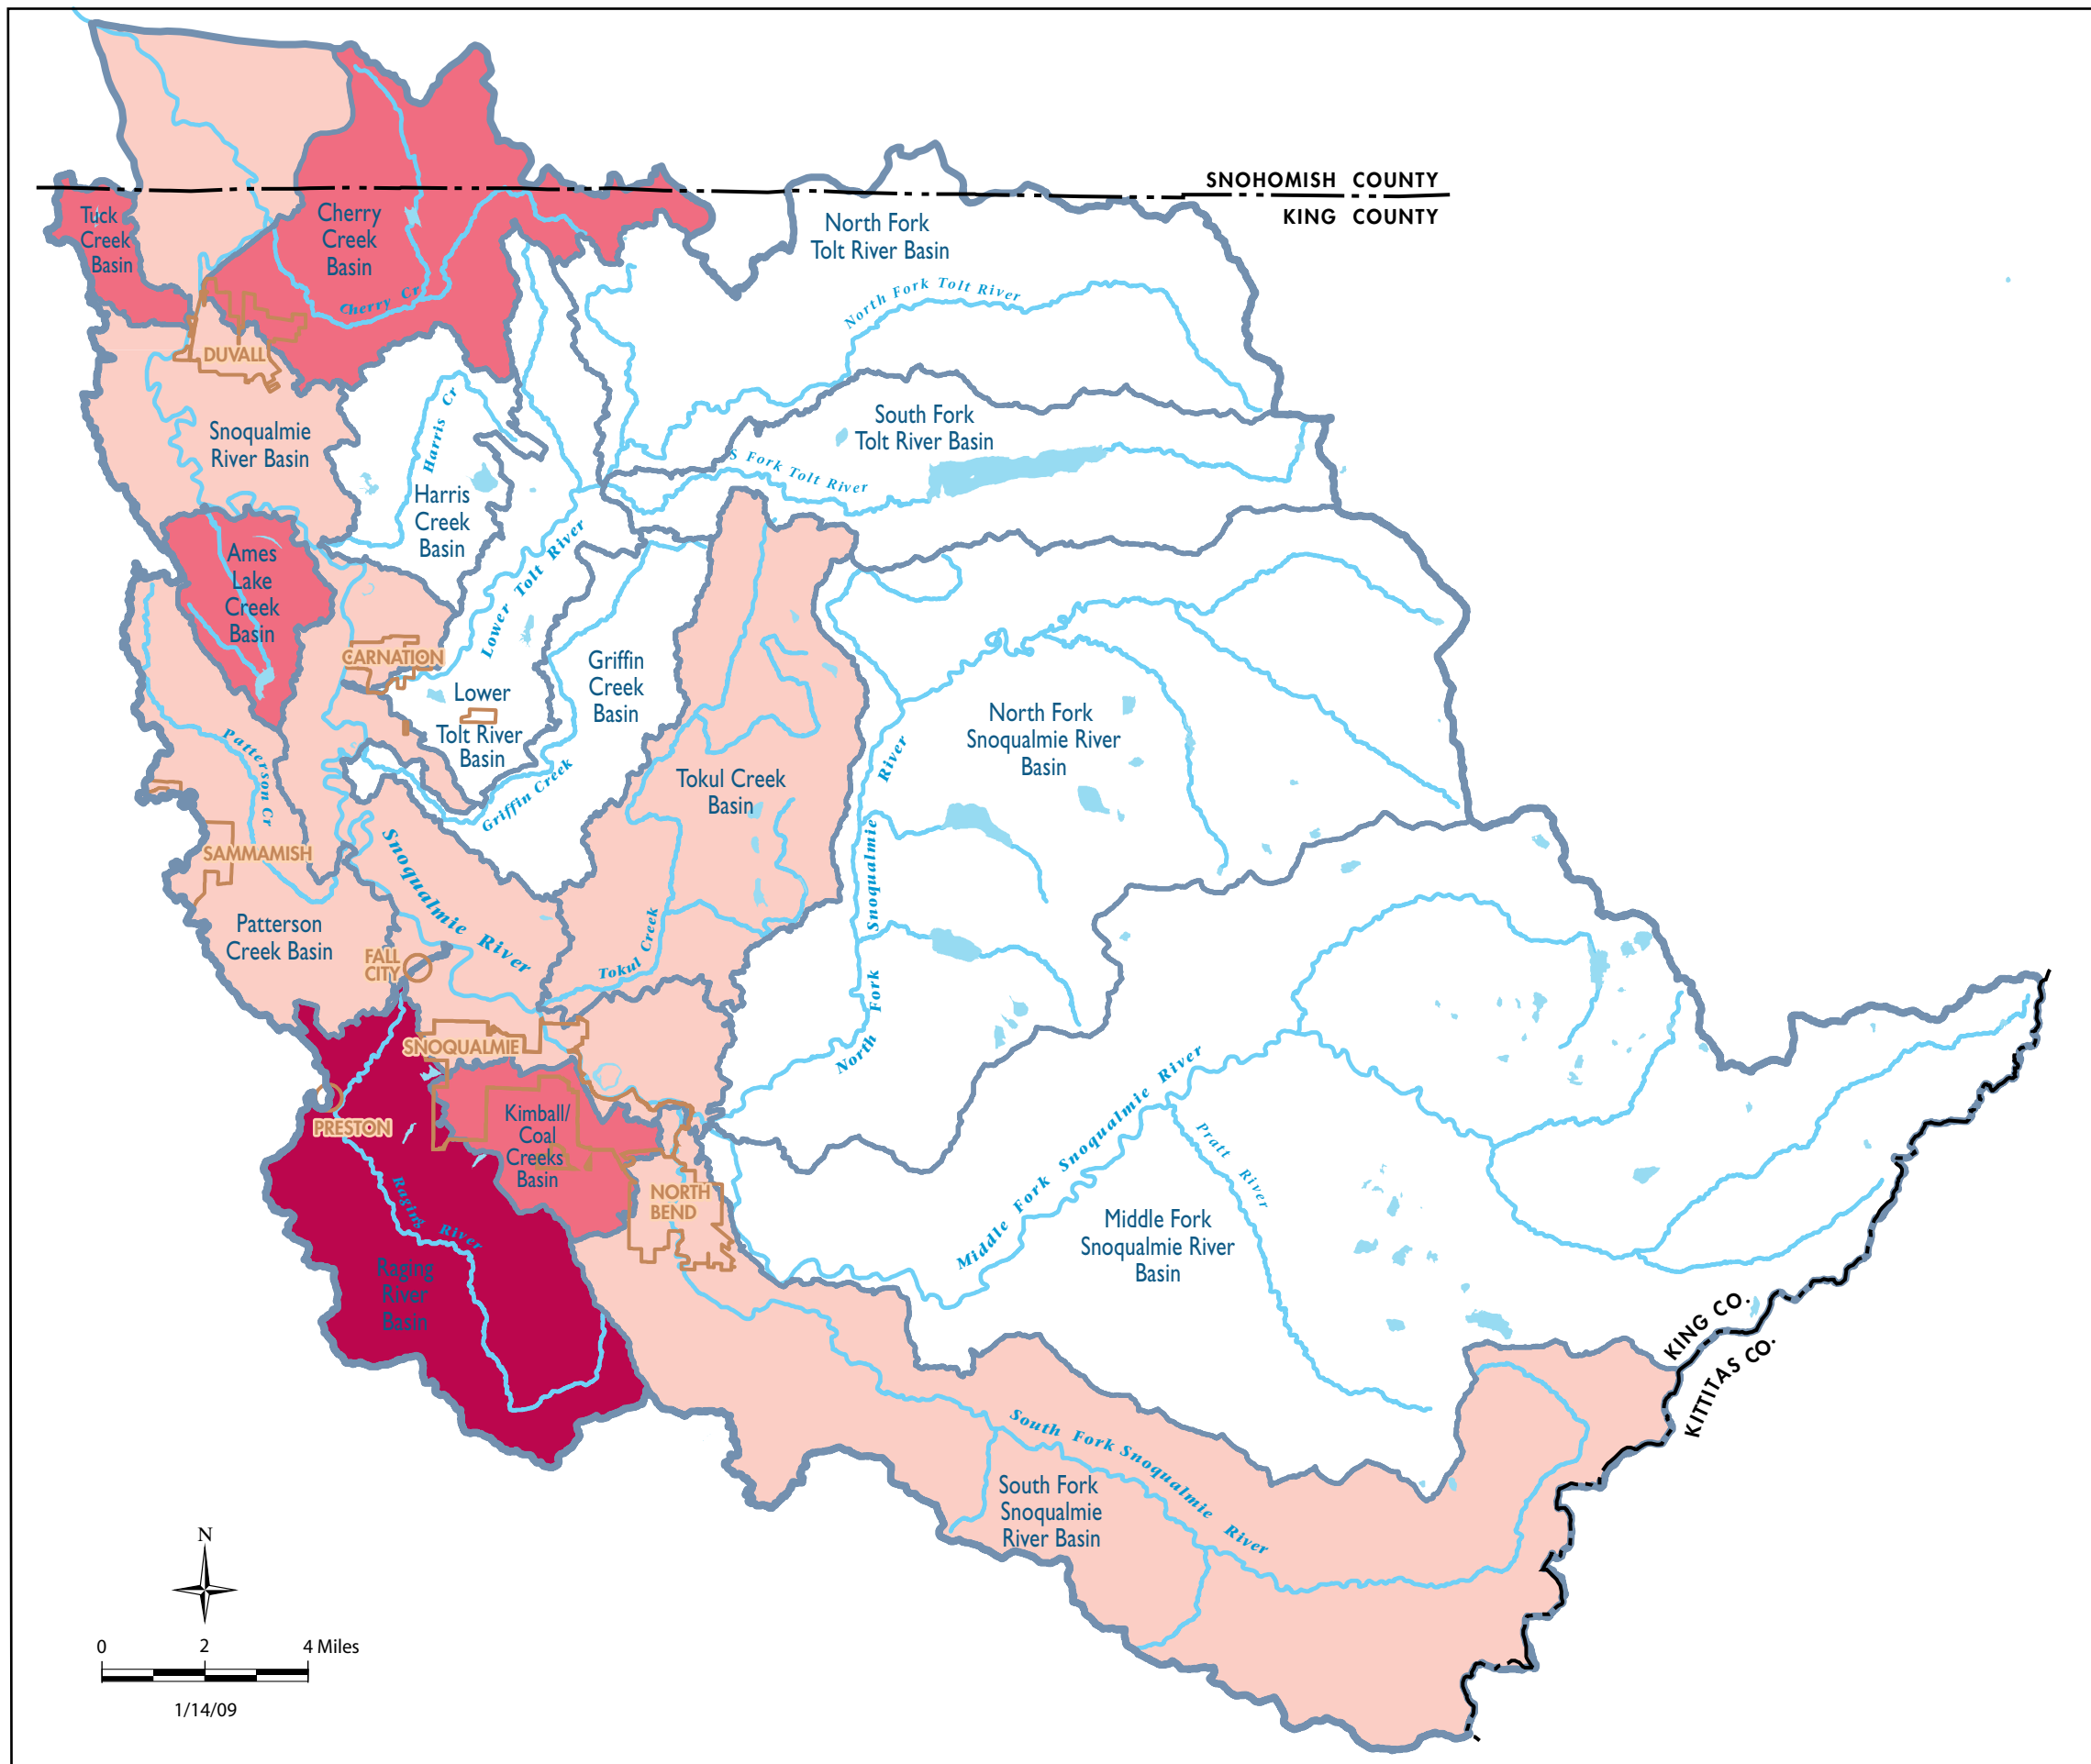 SNOHOMISH COUNTY
KING COUNTY
Tuck
Creek
Basin
Cherry
Creek
Basin
Cherry Cr
North Fork
Tolt River Basin
North Fork Tolt River
DUVALL
Snoqualmie
River Basin
Harris Cr
Harris
Creek
Basin
South Fork
Tolt River Basin
S Fork Tolt River
Ames
Lake
Creek
Basin
Lower Tolt River
CARNATION
Lower
Tolt River
Basin
Griffin
Creek
Basin
Griffin Creek
Patterson Cr
North Fork
Snoqualmie River
Basin
Tokul Creek
Basin
SAMMAMISH
Snoqualmie River
North Fork Snoqualmie River
Patterson
Creek Basin
FALL
CITY
Tokul Creek
SNOQUALMIE
Kimball/
Coal
Creeks
Basin
PRESTON
Raging River
NORTH
BEND
Raging
River
Basin
Middle Fork Snoqualmie River
Pratt River
Middle Fork
Snoqualmie River
Basin
KING CO.
KITTITAS CO.
South Fork Snoqualmie River
South Fork
Snoqualmie
River Basin
N
0 2 4 Miles
1/14/09